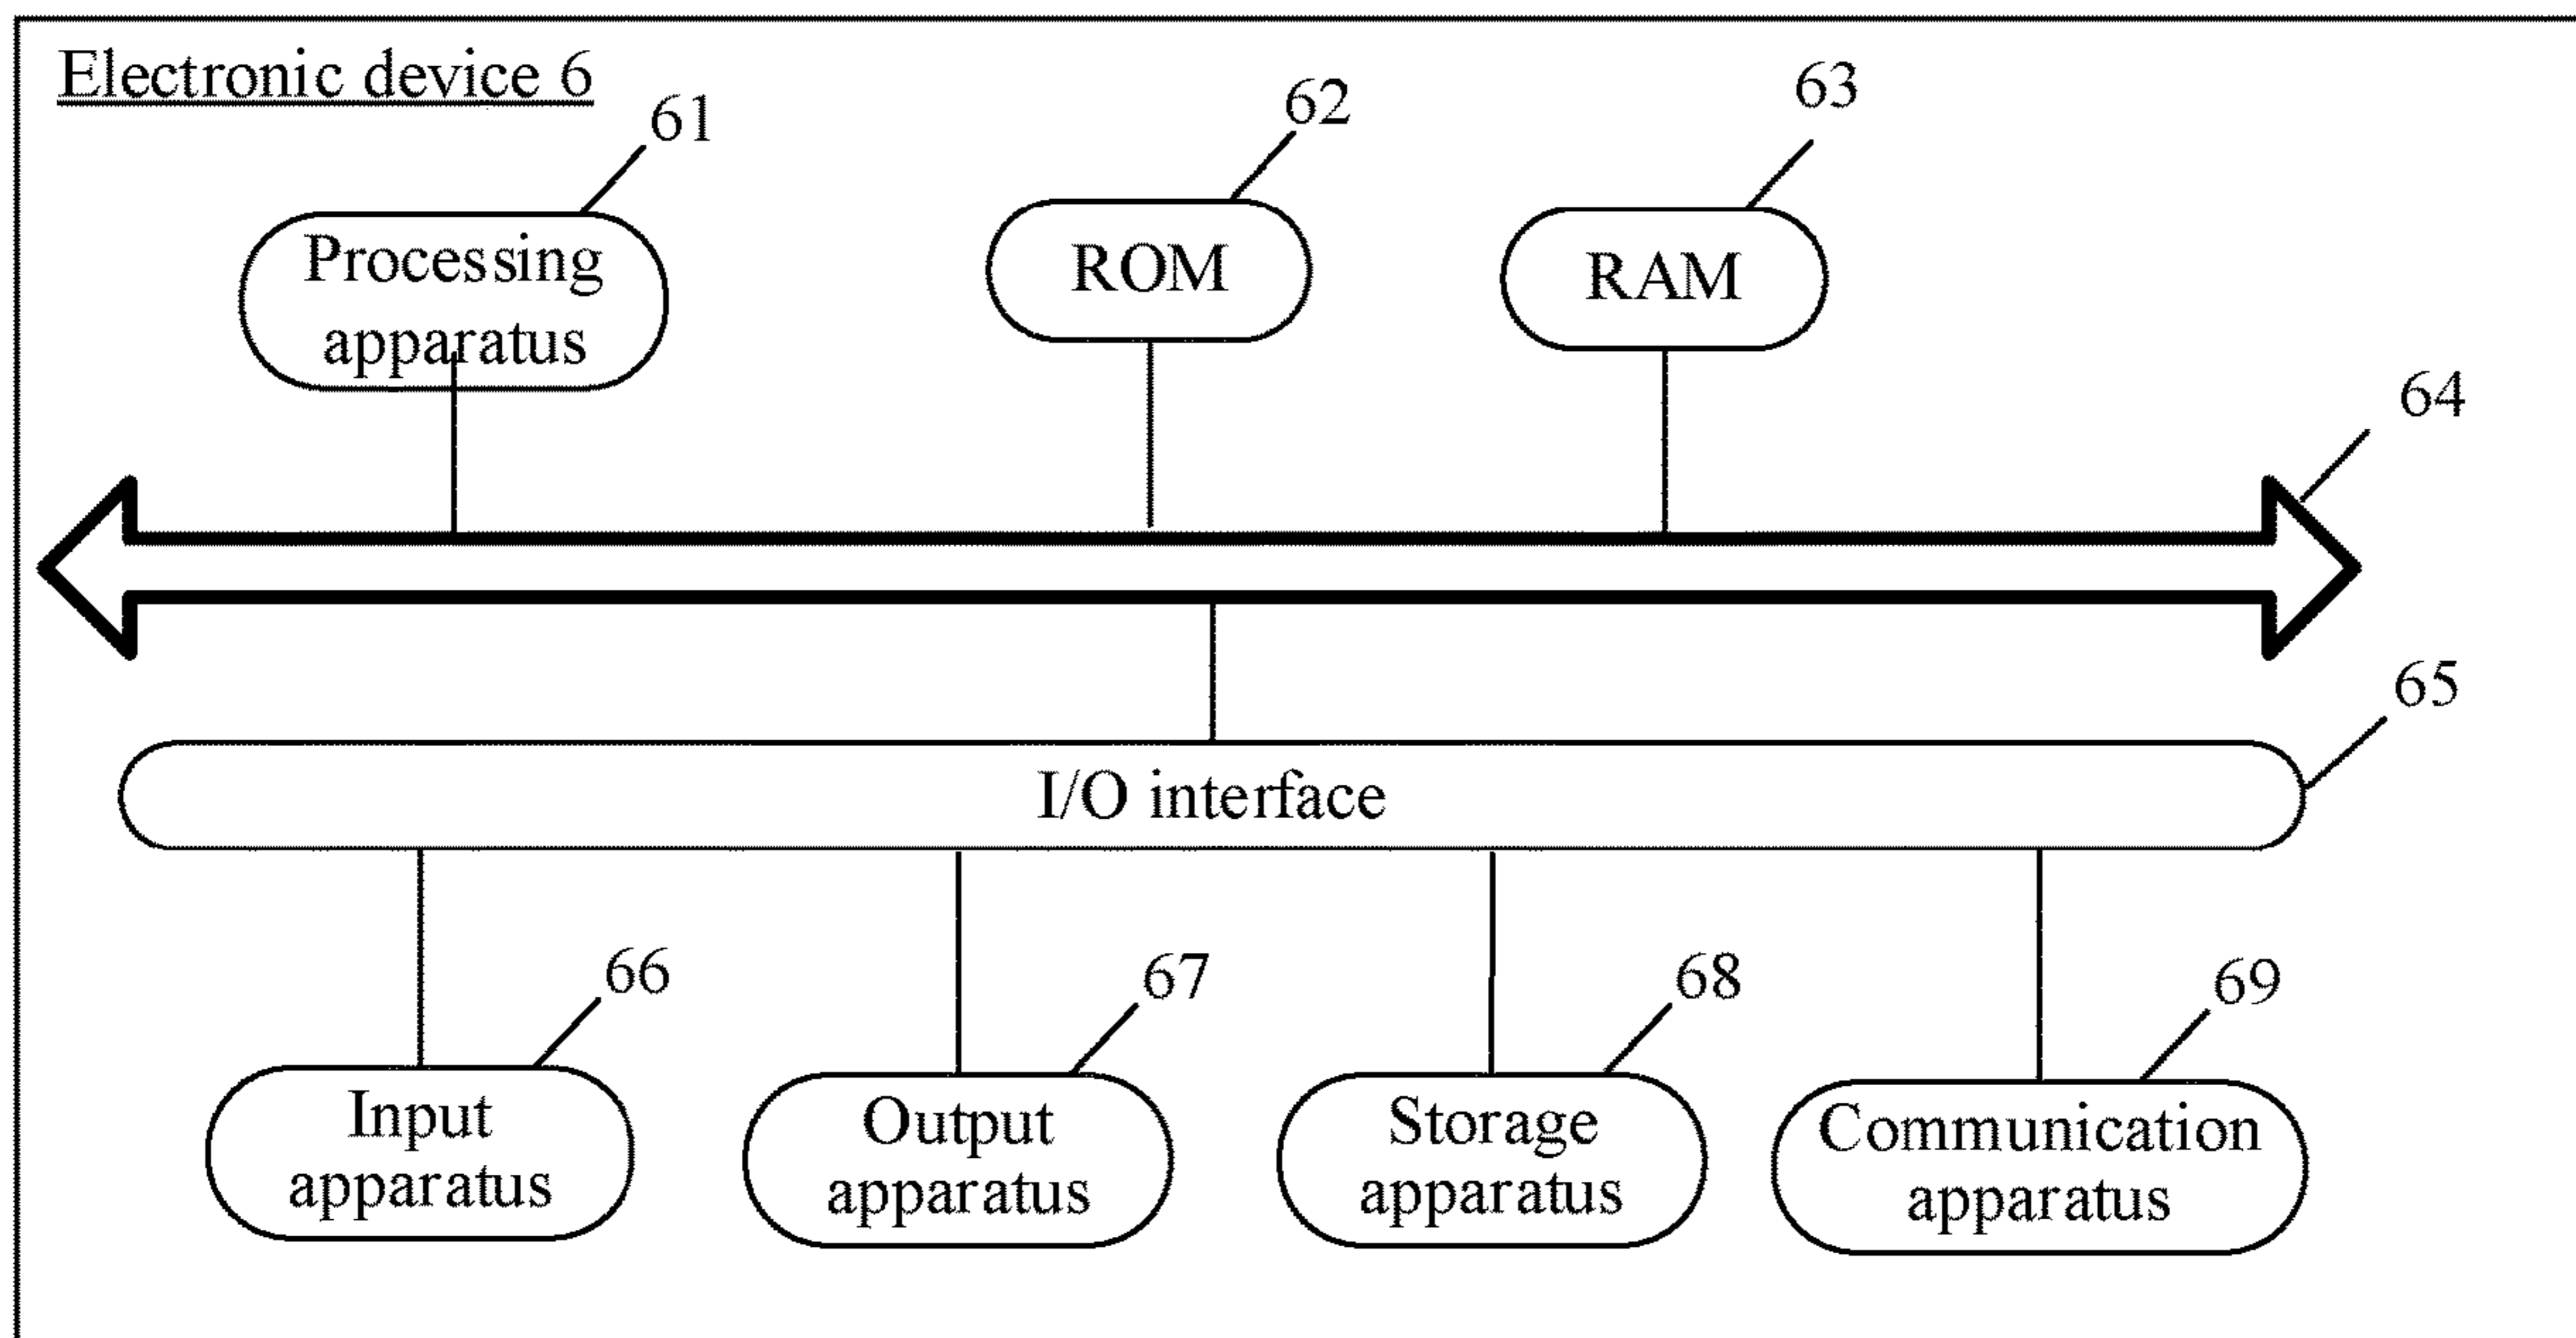 Electronic device 6
61
62
63
Processing
apparatus
ROM
RAM
64
65
I/O interface
66
67
68
69
Input
apparatus
Output
apparatus
Storage
apparatus
Communication
apparatus